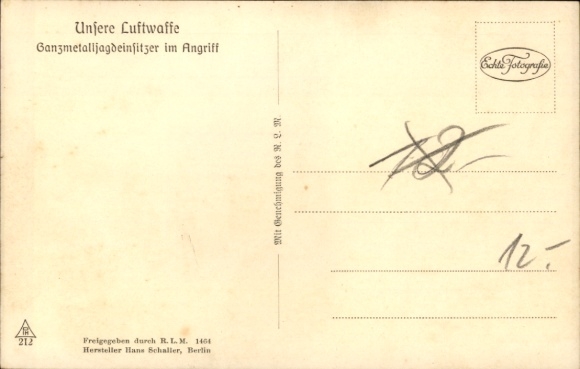 Unsere Luftwaffe
Ganzmetalljagdeinsitzer im Angriff
Echte Fotografie
Mit Genehmigung des R. L. M.
12.-
212
Freigegeben durch R. L. M. 1464
Hersteller Hans Schaller, Berlin